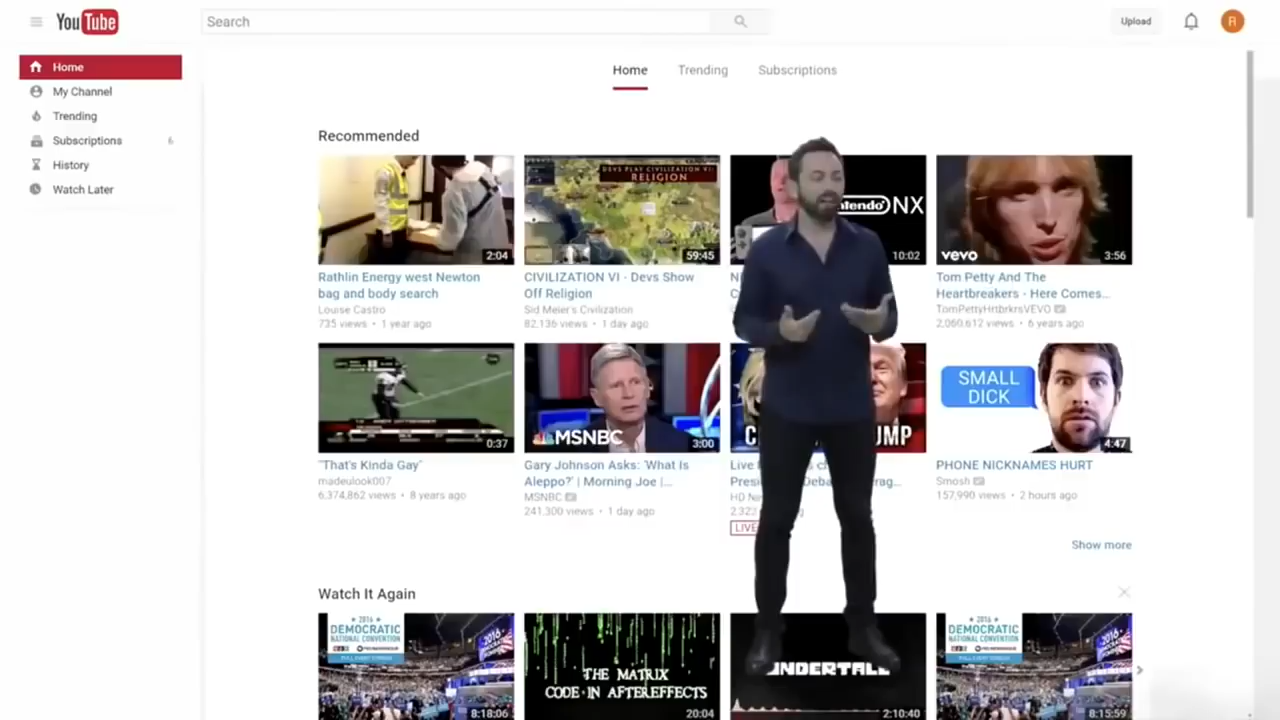 YouTube
Search
Upload
R
Home
My Channel
Trending
Subscriptions 6
History
Watch Later
Home Trending Subscriptions
Recommended
2:04
DEVS PLAY CIVILIZATION VI:
RELIGION
59:45
NX
10:02
vevo
3:56
Rathlin Energy west Newton
bag and body search
Louise Castro
735 views • 1 year ago
CIVILIZATION VI - Devs Show
Off Religion
Sid Meier's Civilization
82,136 views • 1 day ago
Tom Petty And The
Heartbreakers - Here Comes...
TomPettyHrtbrkrsVEVO
2,060,612 views • 6 years ago
0:37
MSNBC
3:00
SMALL
DICK
4:47
"That's Kinda Gay"
madeulook007
6,374,862 views • 8 years ago
Gary Johnson Asks: 'What Is
Aleppo?' | Morning Joe |...
MSNBC
241,300 views • 1 day ago
Live
HD
2,323
LIVE
PHONE NICKNAMES HURT
Smosh
157,990 views • 2 hours ago
Show more
Watch It Again
2016
DEMOCRATIC
NATIONAL CONVENTION
8:18:06
THE MATRIX
CODE IN AFTEREFFECTS
20:04
UNDERTALE
2:10:40
2016
DEMOCRATIC
NATIONAL CONVENTION
8:15:59